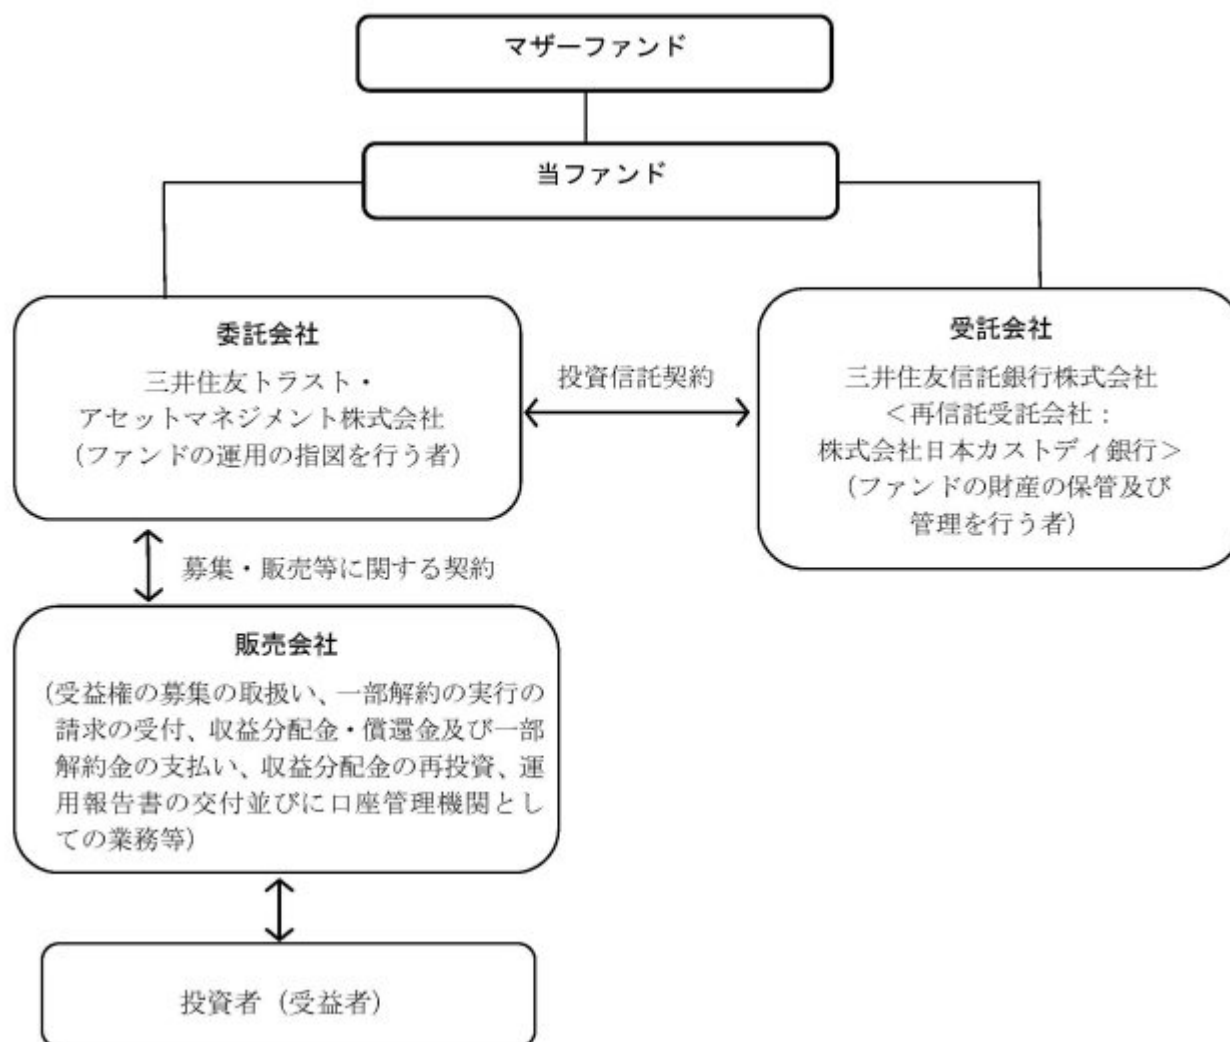 マザーファンド
当ファンド
委託会社
三井住友トラスト・
アセットマネジメント株式会社
（ファンドの運用の指図を行う者）
投資信託契約
受託会社
三井住友信託銀行株式会社
＜再信託受託会社：
株式会社日本カストディ銀行＞
（ファンドの財産の保管及び
管理を行う者）
募集・販売等に関する契約
販売会社
（受益権の募集の取扱い、一部解約の実行の
請求の受付、収益分配金・償還金及び一部
解約金の支払い、収益分配金の再投資、運
用報告書の交付並びに口座管理機関とし
ての業務等）
投資者（受益者）